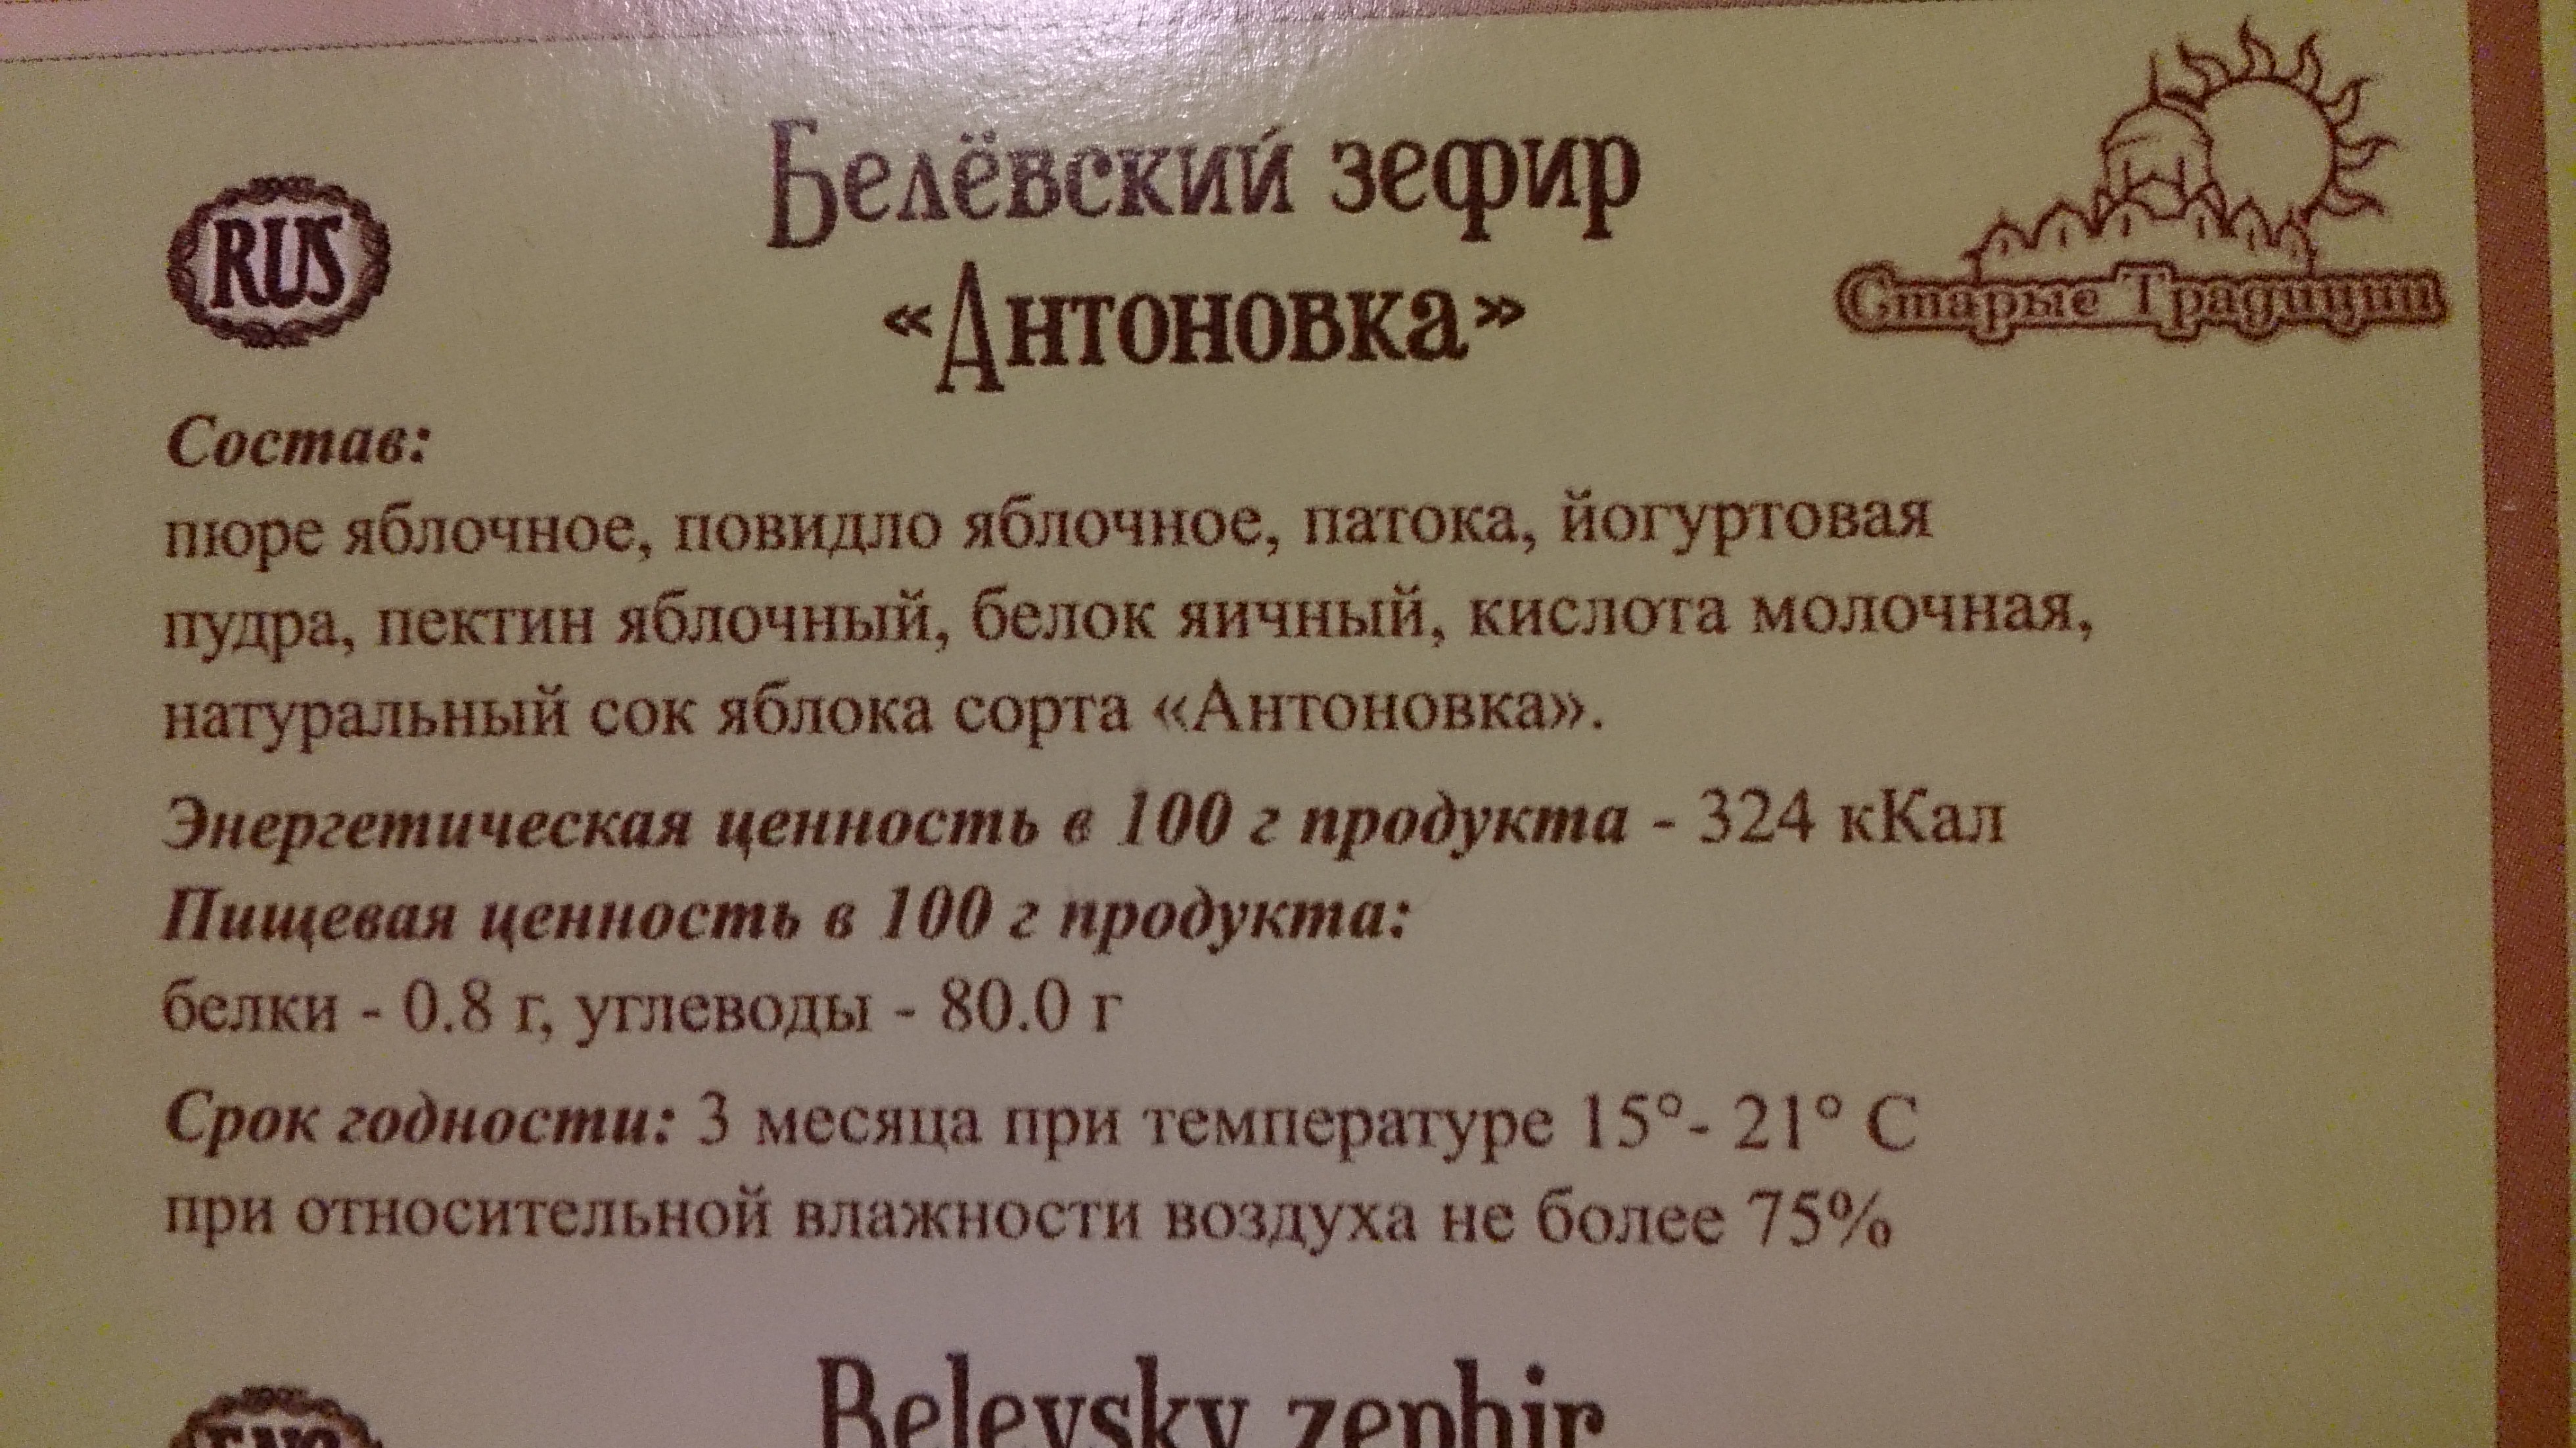 Белёвский зефир
«Антоновка»
RUS
Старые Традиции
Состав:
пюре яблочное, повидло яблочное, патока, йогуртовая
пудра, пектин яблочный, белок яичный, кислота молочная,
натуральный сок яблока сорта «Антоновка».
Энергетическая ценность в 100 г продукта - 324 кКал
Пищевая ценность в 100 г продукта:
белки - 0.8 г, углеводы - 80.0 г
Срок годности: 3 месяца при температуре 15°- 21° С
при относительной влажности воздуха не более 75%
Belevsky zephir
ENG